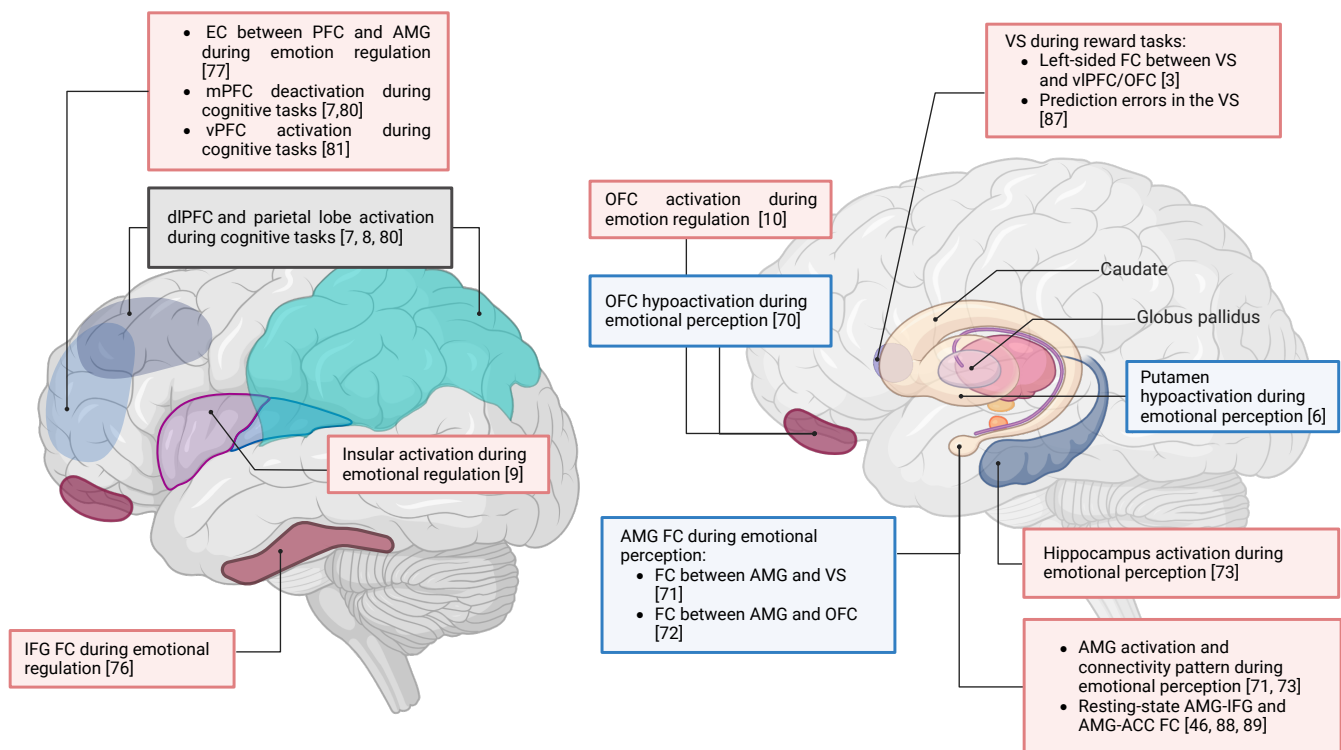 • EC between PFC and AMG
during emotion regulation
[77]
• mPFC deactivation during
cognitive tasks [7,80]
• vPFC activation during
cognitive tasks [81]
dlPFC and parietal lobe activation
during cognitive tasks [7, 8, 80]
Insular activation during
emotional regulation [9]
IFG FC during emotional
regulation [76]
VS during reward tasks:
• Left-sided FC between VS
and vlPFC/OFC [3]
• Prediction errors in the VS
[87]
OFC activation during
emotion regulation [10]
OFC hypoactivation during
emotional perception [70]
Caudate
Globus pallidus
Putamen
hypoactivation during
emotional perception [6]
AMG FC during emotional
perception:
• FC between AMG and VS
[71]
• FC between AMG and OFC
[72]
Hippocampus activation during
emotional perception [73]
• AMG activation and
connectivity pattern during
emotional perception [71, 73]
• Resting-state AMG-IFG and
AMG-ACC FC [46, 88, 89]